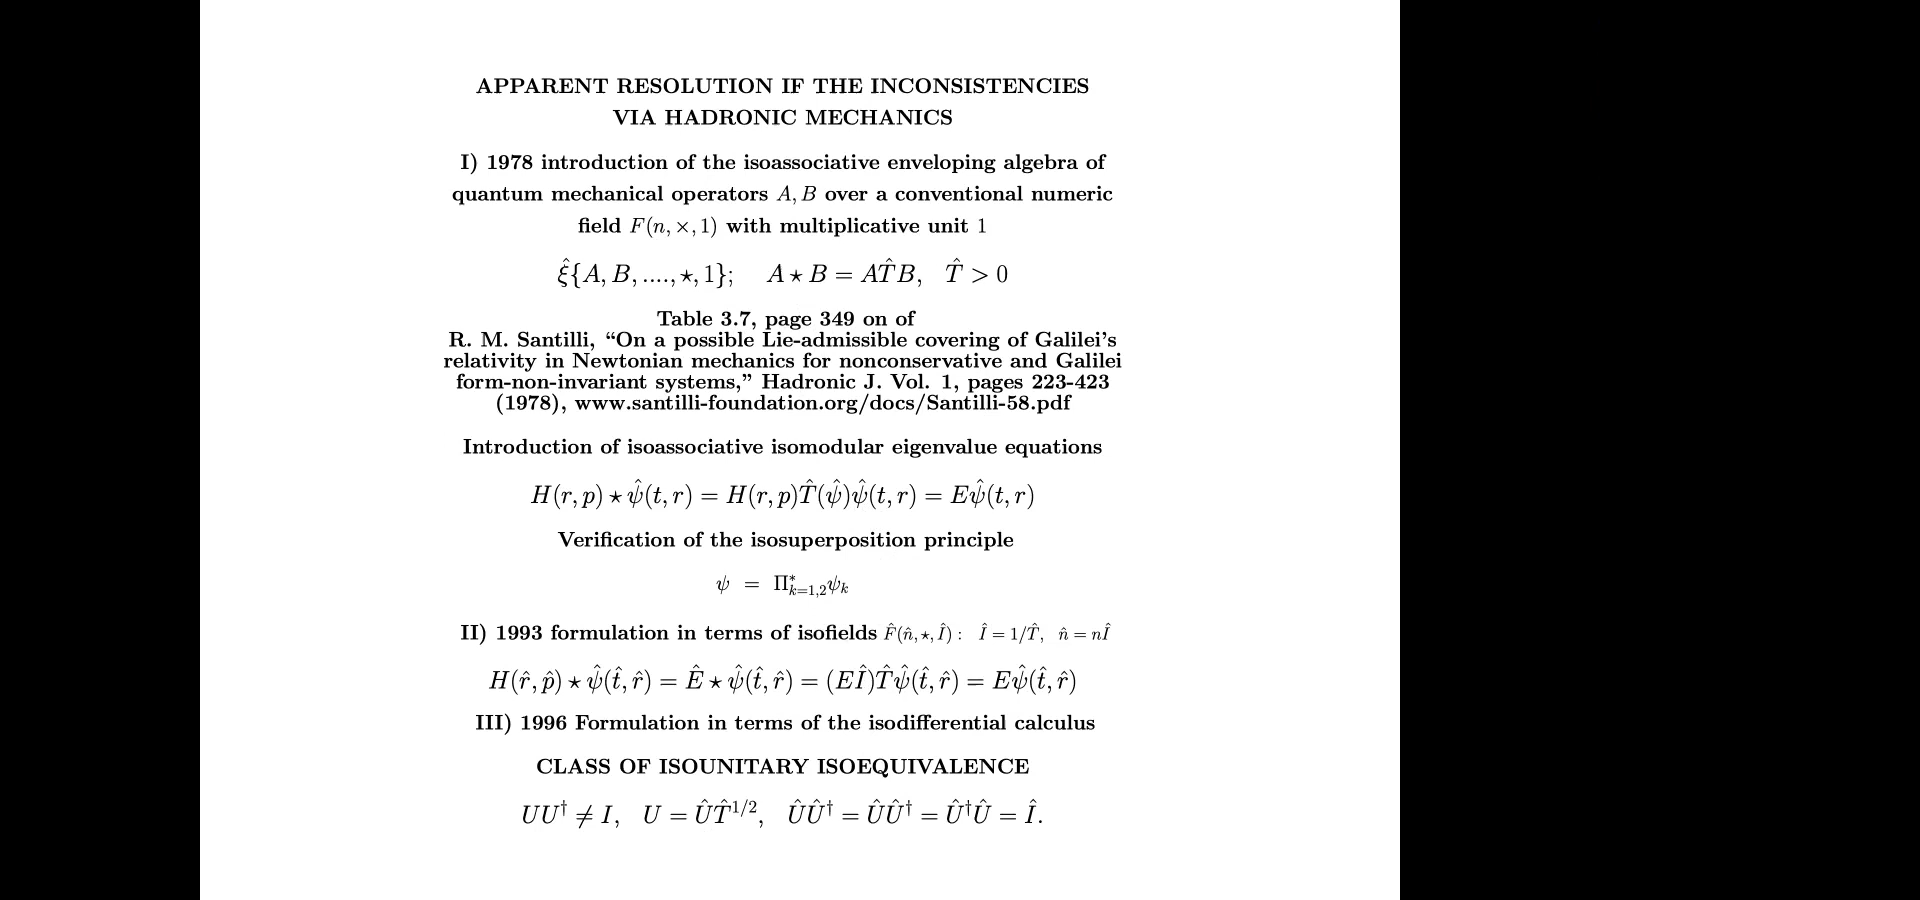 APPARENT RESOLUTION IF THE INCONSISTENCIES
VIA HADRONIC MECHANICS
I) 1978 introduction of the isoassociative enveloping algebra of
quantum mechanical operators A, B over a conventional numeric
field F(n, ×, 1) with multiplicative unit 1
ξ̂{A, B, ...., ⋆, 1}; A ⋆ B = AT̂B, T̂ > 0
Table 3.7, page 349 on of
R. M. Santilli, “On a possible Lie-admissible covering of Galilei’s
relativity in Newtonian mechanics for nonconservative and Galilei
form-non-invariant systems,” Hadronic J. Vol. 1, pages 223-423
(1978), www.santilli-foundation.org/docs/Santilli-58.pdf
Introduction of isoassociative isomodular eigenvalue equations
H(r, p) ⋆ ψ̂(t, r) = H(r, p)T̂(ψ̂)ψ̂(t, r) = Eψ̂(t, r)
Verification of the isosuperposition principle
ψ = Π*ₖ₌₁,₂ψₖ
II) 1993 formulation in terms of isofields F̂(n̂, ⋆, Î) : Î = 1/T̂, n̂ = nÎ
H(r̂, p̂) ⋆ ψ̂(t̂, r̂) = Ê ⋆ ψ̂(t̂, r̂) = (EÎ)T̂ψ̂(t̂, r̂) = Eψ̂(t̂, r̂)
III) 1996 Formulation in terms of the isodifferential calculus
CLASS OF ISOUNITARY ISOEQUIVALENCE
UU† ≠ I, U = ÛT̂^1/2, ÛÛ† = ÛÛ† = Û†Û = Î.